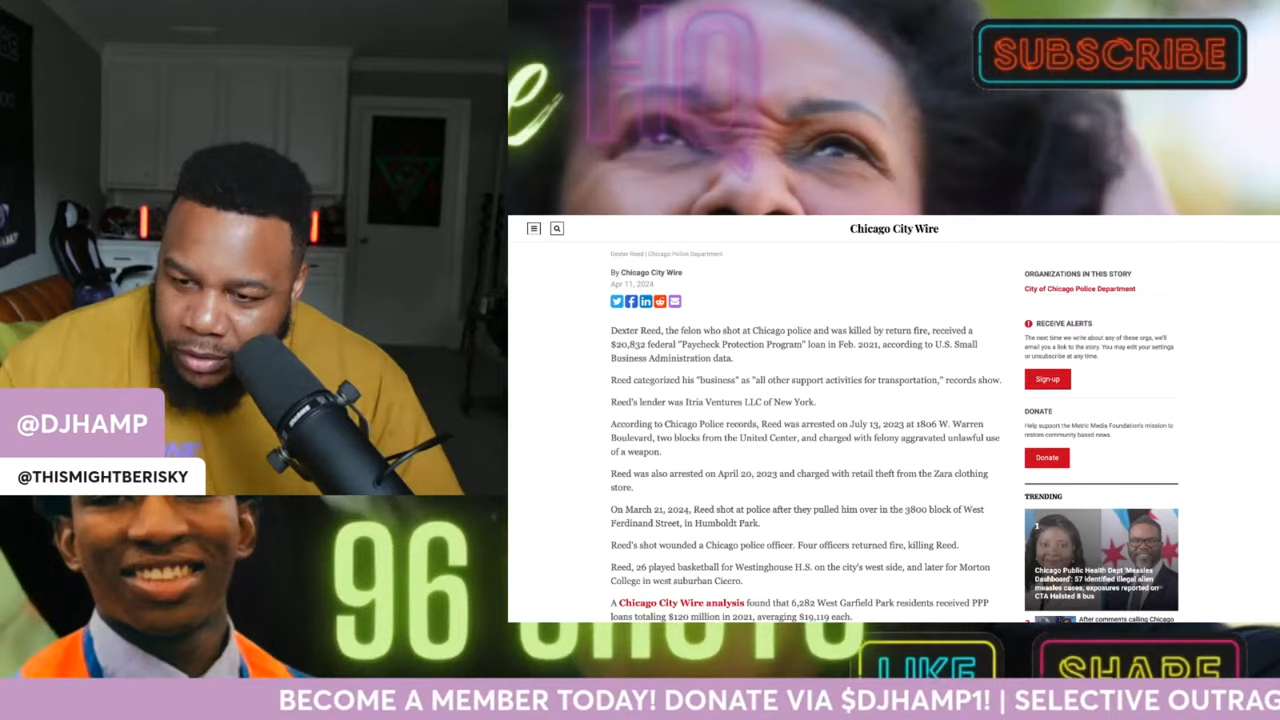 HQ
e
SUBSCRIBE
Chicago City Wire
Dexter Reed | Chicago Police Department
By Chicago City Wire
Apr 11, 2024
Dexter Reed, the felon who shot at Chicago police and was killed by return fire, received a
$20,832 federal "Paycheck Protection Program" loan in Feb. 2021, according to U.S. Small
Business Administration data.
Reed categorized his "business" as "all other support activities for transportation," records show.
Reed's lender was Itria Ventures LLC of New York.
According to Chicago Police records, Reed was arrested on July 13, 2023 at 1806 W. Warren
Boulevard, two blocks from the United Center, and charged with felony aggravated unlawful use
of a weapon.
Reed was also arrested on April 20, 2023 and charged with retail theft from the Zara clothing
store.
On March 21, 2024, Reed shot at police after they pulled him over in the 3800 block of West
Ferdinand Street, in Humboldt Park.
Reed's shot wounded a Chicago police officer. Four officers returned fire, killing Reed.
Reed, 26 played basketball for Westinghouse H.S. on the city's west side, and later for Morton
College in west suburban Cicero.
A Chicago City Wire analysis found that 6,282 West Garfield Park residents received PPP
loans totaling $120 million in 2021, averaging $19,119 each.
ORGANIZATIONS IN THIS STORY
City of Chicago Police Department
RECEIVE ALERTS
The next time we write about any of these orgs, we'll
email you a link to the story. You may edit your settings
or unsubscribe at any time.
Sign-up
DONATE
Help support the Metric Media Foundation's mission to
restore community based news.
Donate
TRENDING
1
Chicago Public Health Dept 'Measles
Dashboard': 57 identified illegal alien
measles cases, exposures reported on
CTA Halsted 8 bus
After comments calling Chicago
@DJHAMP
@THISMIGHTBERISKY
LIKE
SHARE
BECOME A MEMBER TODAY! DONATE VIA $DJHAMP1! | SELECTIVE OUTRAG